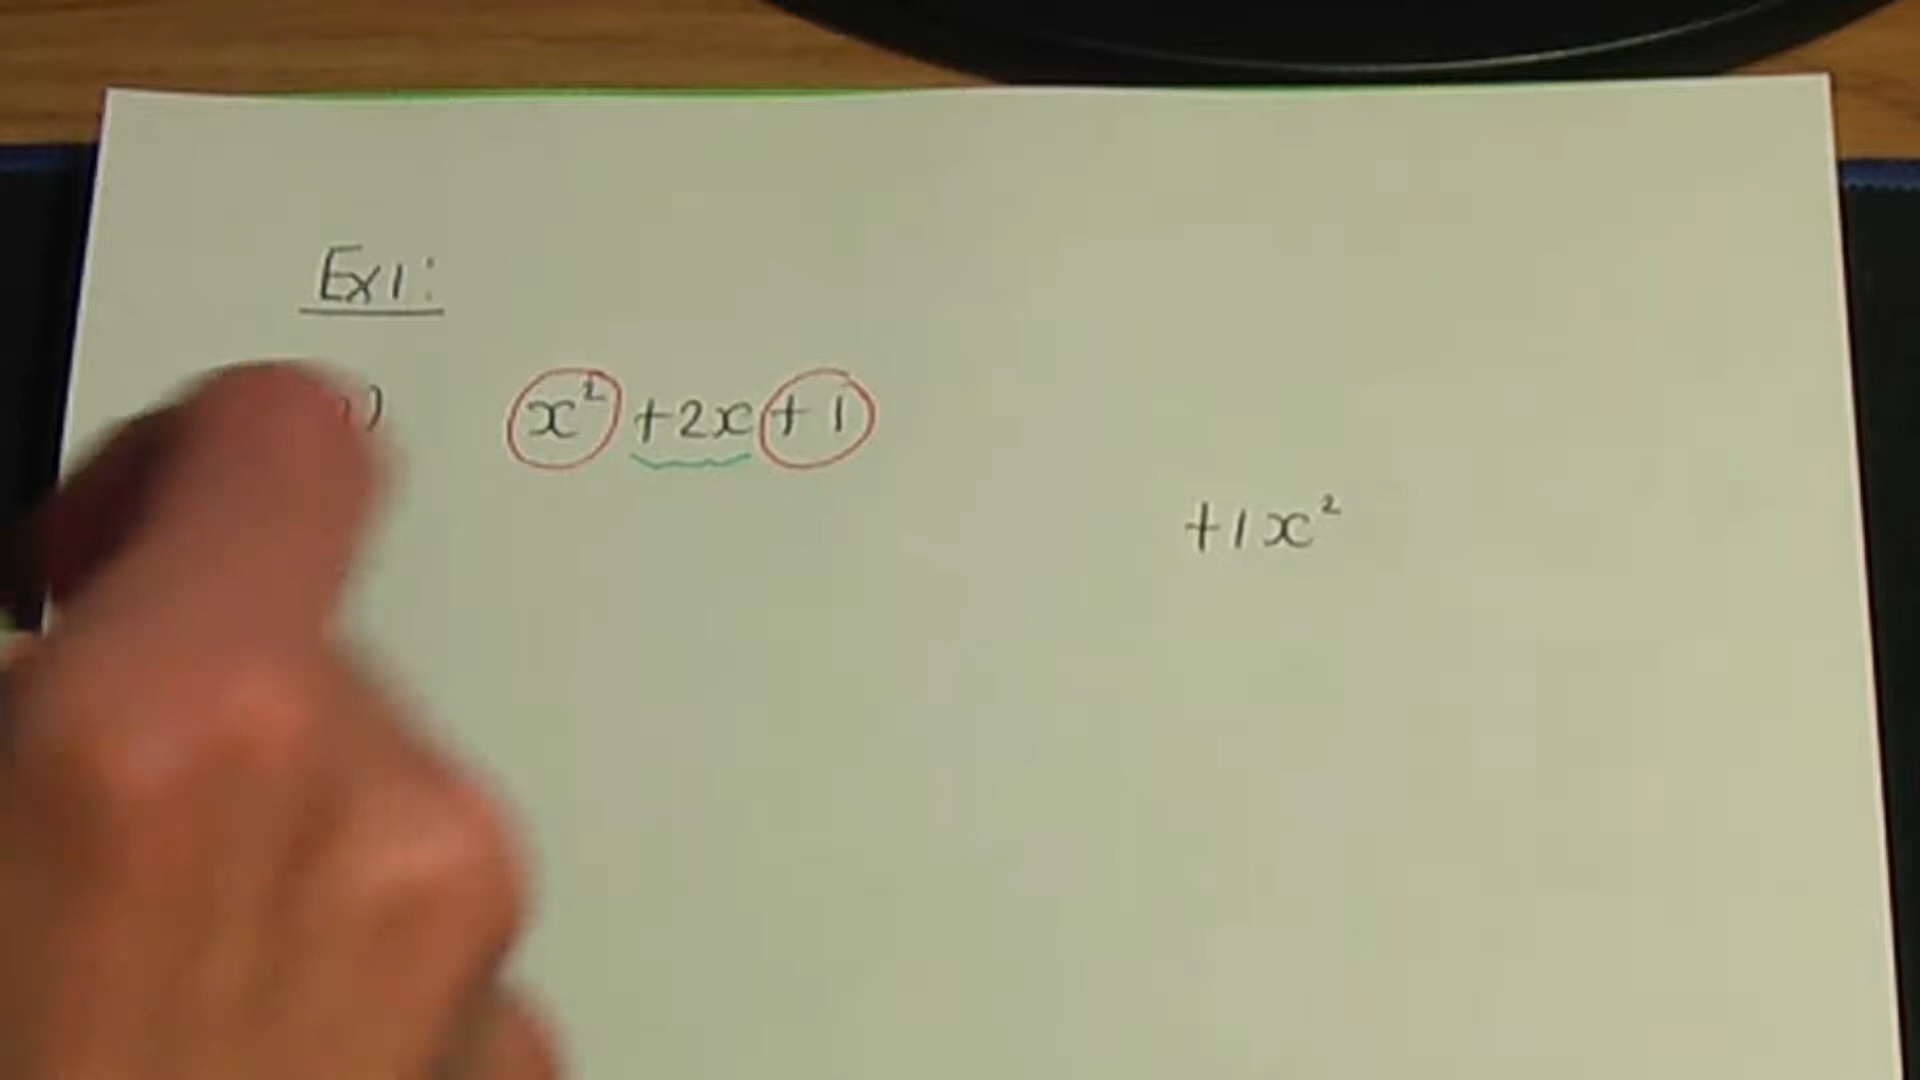 Ex1:
x² + 2x + 1
+1x²